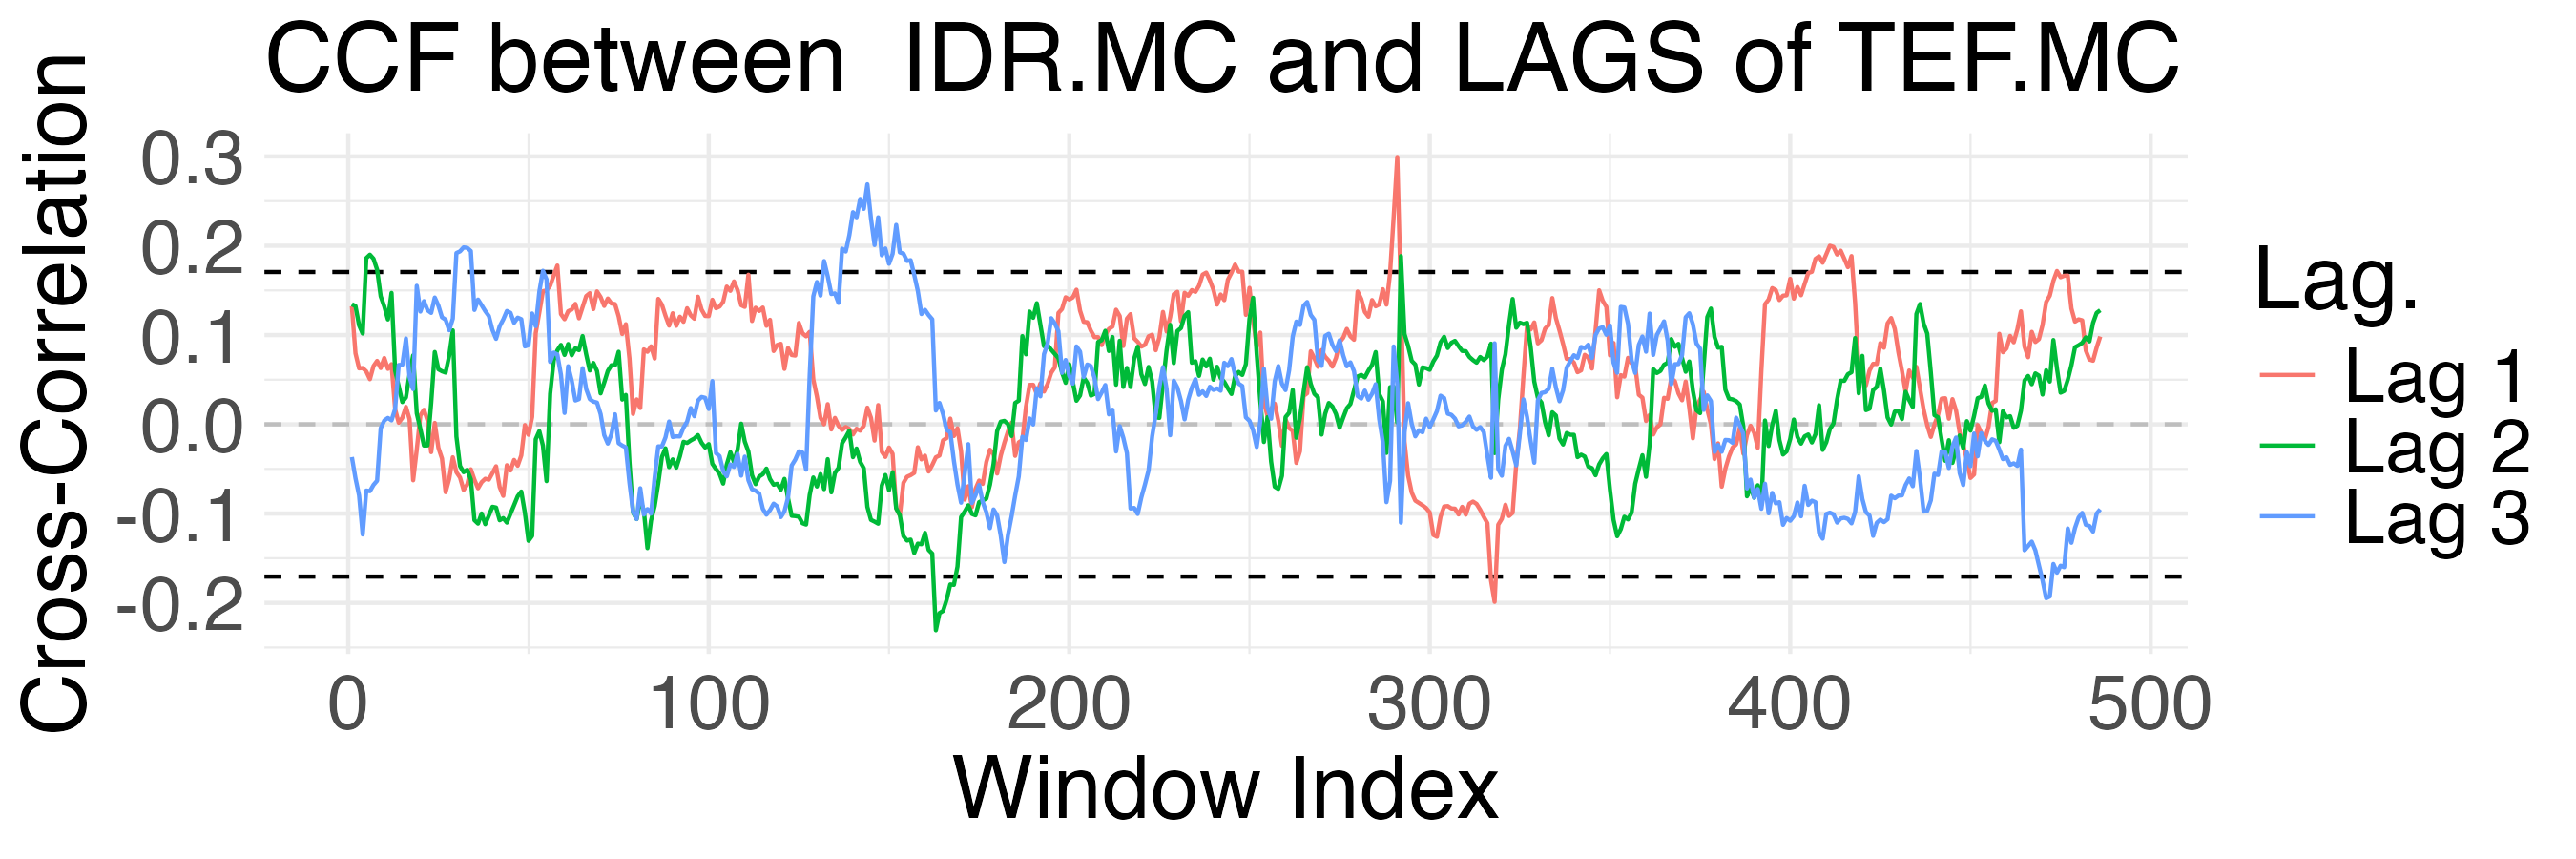 CCF between  IDR.MC and LAGS of TEF.MC
Cross-Correlation
0.3
0.2
0.1
0.0
-0.1
-0.2
0 100 200 300 400 500
Window Index
Lag.
Lag 1
Lag 2
Lag 3